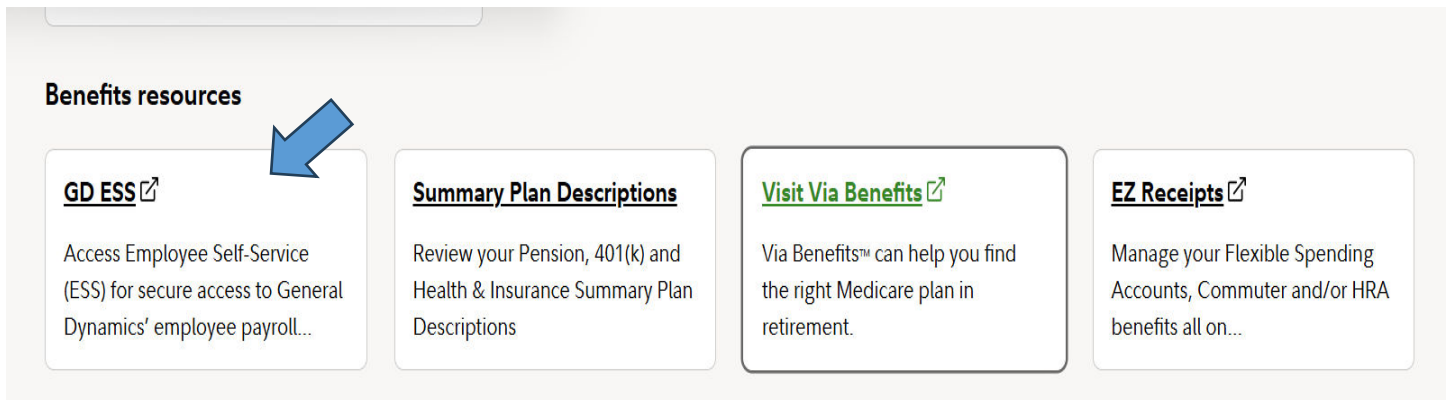 Benefits resources
GD ESS
Access Employee Self-Service
(ESS) for secure access to General
Dynamics' employee payroll...
Summary Plan Descriptions
Review your Pension, 401(k) and
Health & Insurance Summary Plan
Descriptions
Visit Via Benefits
Via Benefits™ can help you find
the right Medicare plan in
retirement.
EZ Receipts
Manage your Flexible Spending
Accounts, Commuter and/or HRA
benefits all on...